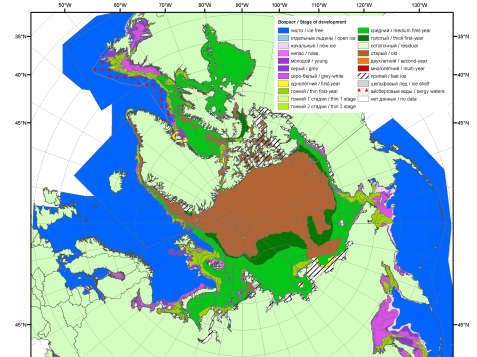 50°W 60°W 70°W 80°W 90°W 100°W 110°W 120°W 130°W
35°N
40°N
45°N
45°N
Возраст / Stage of development
чисто / ice free
отдельные льдины / open ice
начальные / new ice
нилас / nilas
молодой / young
серый / grey
серо-белый / grey-white
однолетний / first-year
тонкий / thin first-year
тонкий 1 стадии / thin 1 stage
тонкий 2 стадии / thin 2 stage
средний / medium first-year
толстый / thick first-year
остаточный / residual
старый / old
двухлетний / second-year
многолетний / multi-year
припай / fast ice
шельфовый лед / ice shelf
айсберговые воды / bergy waters
нет данных / no data
35°N
40°N
45°N
45°N